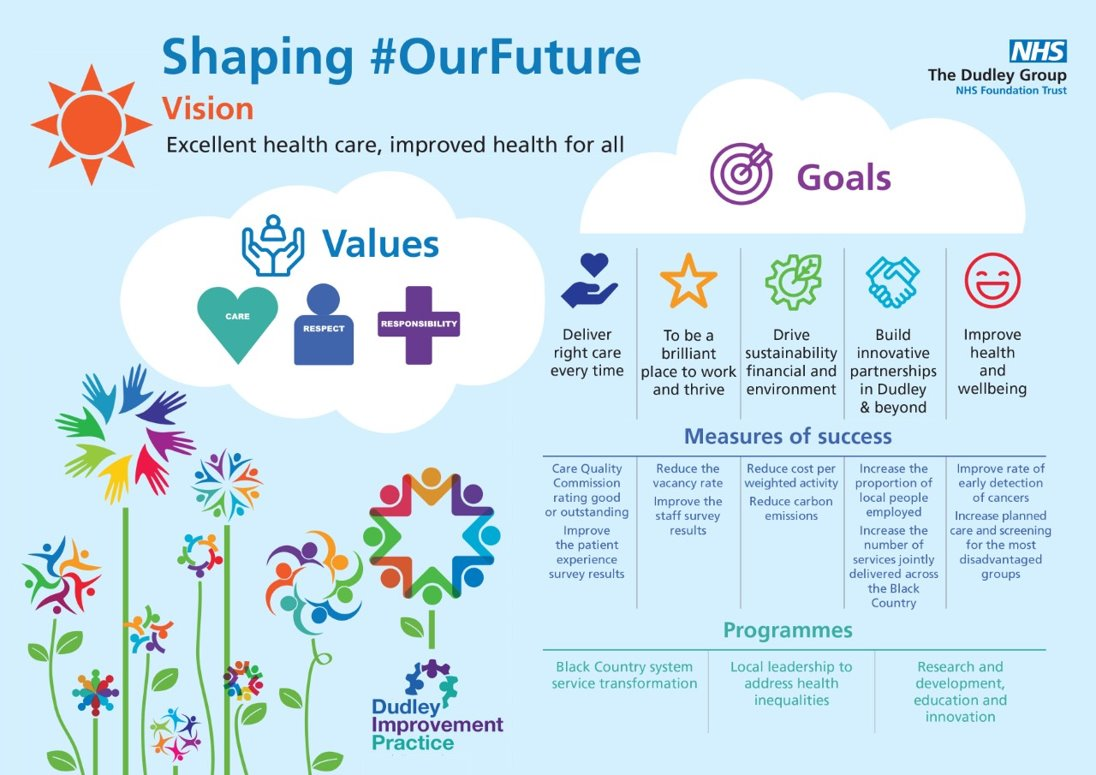 Shaping #OurFuture
Vision
Excellent health care, improved health for all
NHS
The Dudley Group
NHS Foundation Trust
Values
CARE
RESPECT
RESPONSIBILITY
Goals
Deliver
right care
every time
To be a
brilliant
place to work
and thrive
Drive
sustainability
financial and
environment
Build
innovative
partnerships
in Dudley
& beyond
Improve
health
and
wellbeing
Measures of success
Care Quality
Commission
rating good
or outstanding
Improve
the patient
experience
survey results
Reduce the
vacancy rate
Improve the
staff survey
results
Reduce cost per
weighted activity
Reduce carbon
emissions
Increase the
proportion of
local people
employed
Increase the
number of
services jointly
delivered across
the Black
Country
Improve rate of
early detection
of cancers
Increase planned
care and screening
for the most
disadvantaged
groups
Programmes
Black Country system
service transformation
Local leadership to
address health
inequalities
Research and
development,
education and
innovation
Dudley
Improvement
Practice